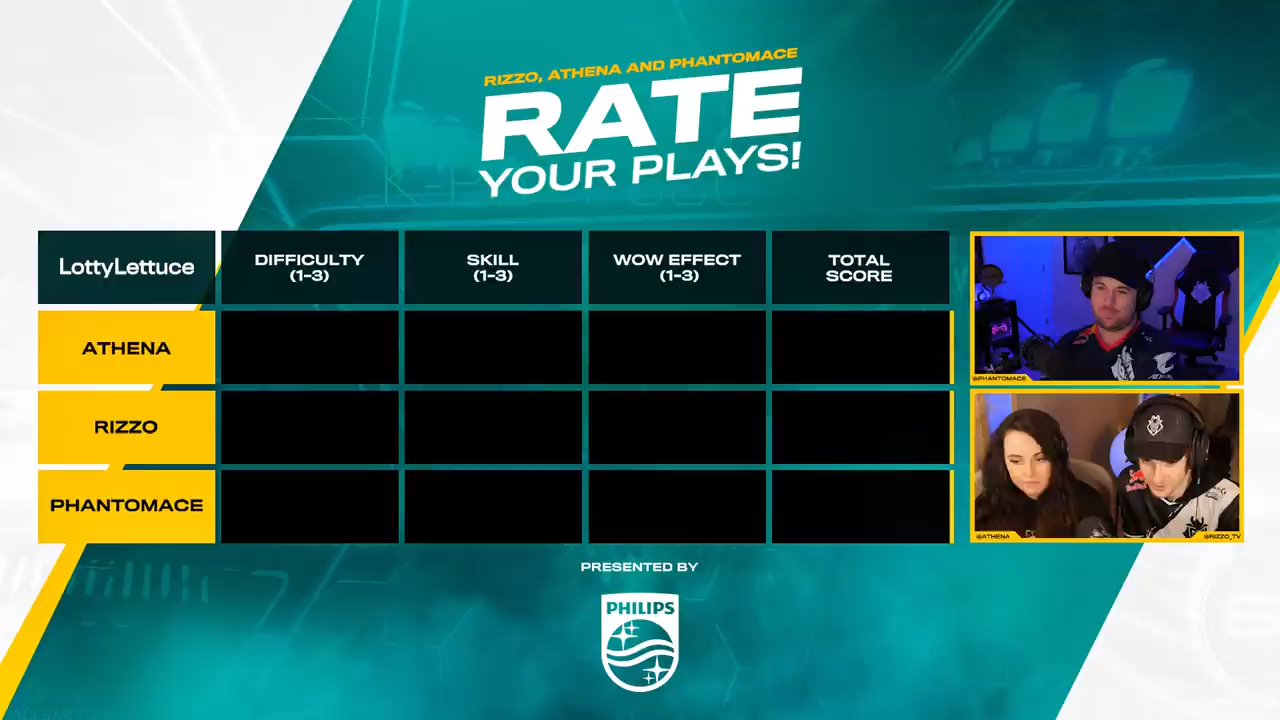 RIZZO, ATHENA AND PHANTOMACE
RATE
YOUR PLAYS!
LottyLettuce
DIFFICULTY
(1-3)
SKILL
(1-3)
WOW EFFECT
(1-3)
TOTAL
SCORE
ATHENA
RIZZO
PHANTOMACE
@PHANTOMACE
@ATHENA
@RIZZO_TV
PRESENTED BY
PHILIPS